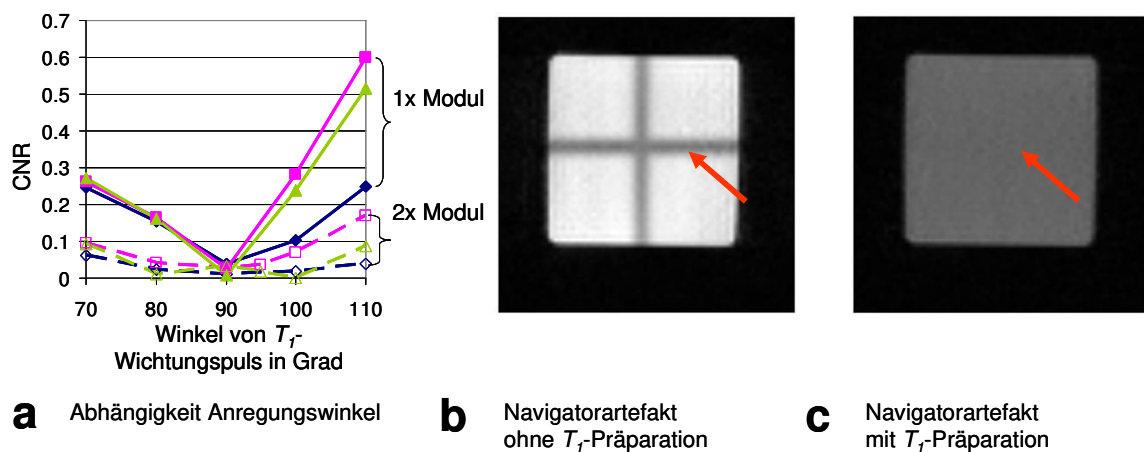 0.7
0.6
0.5
0.4
0.3
0.2
0.1
0
CNR
70 80 90 100 110
Winkel von T1-
Wichtungspuls in Grad
1x Modul
2x Modul
a Abhängigkeit Anregungswinkel
b Navigatorartefakt
ohne T1-Präparation
c Navigatorartefakt
mit T1-Präparation